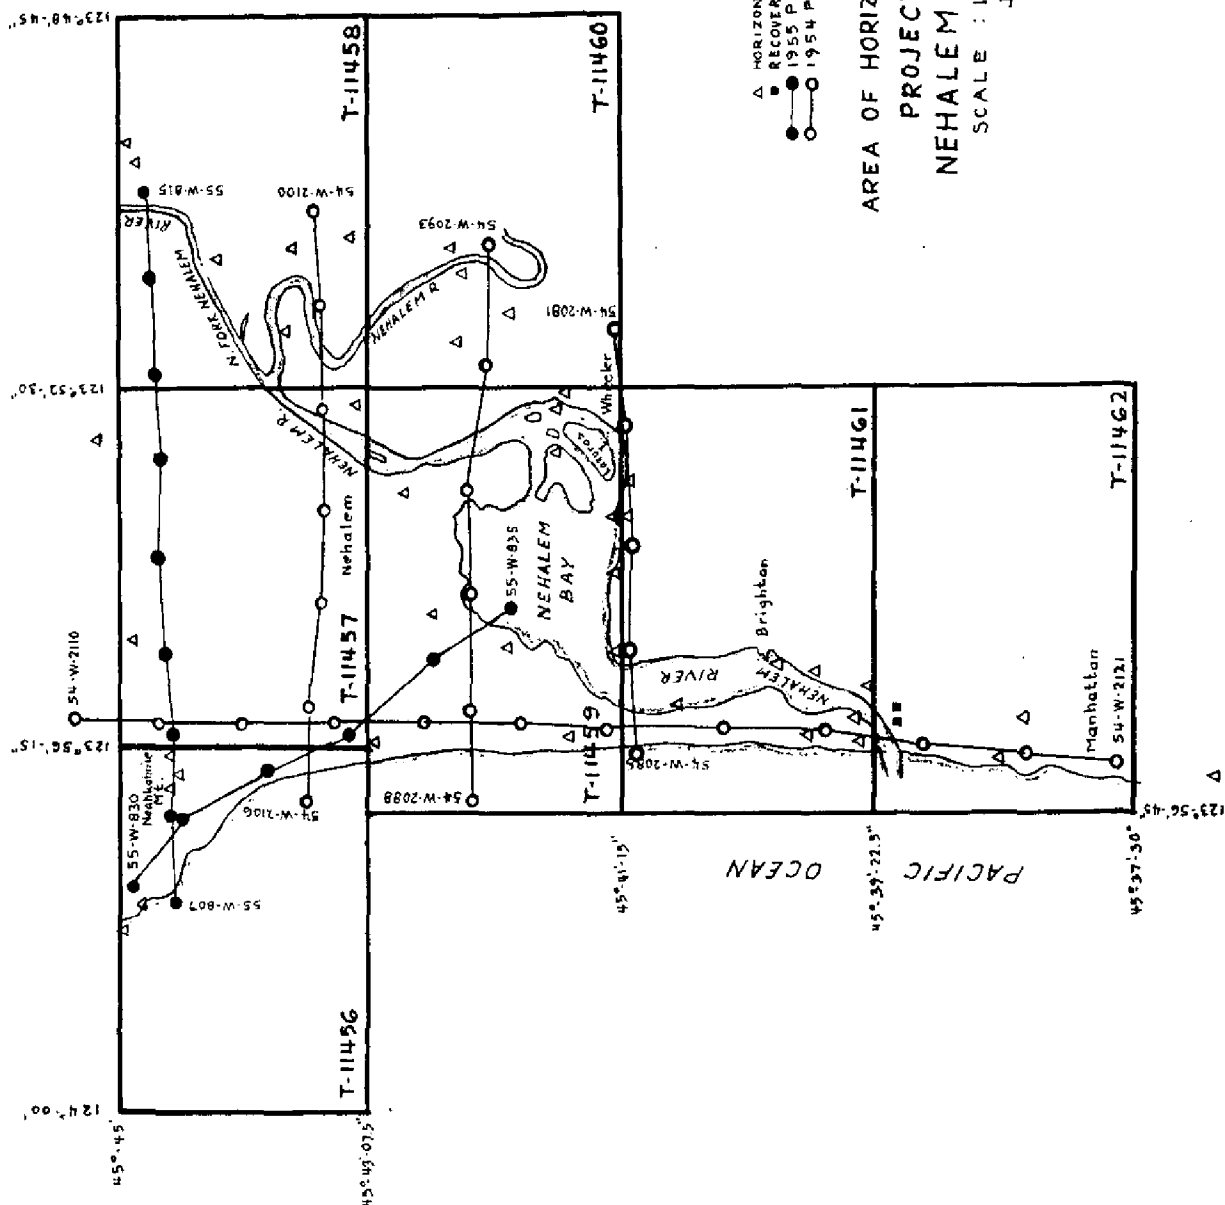 123°48'-45"
T-11458
T-11460
△ HORIZON
■ RECOVER
●—● 1955 P
○—○ 1954 P
AREA OF HORIZ
PROJEC
NEHALEM
SCALE : 1
55-W-815
RIVER
N. FORK NEHALEM
54-W-2100
54-W-2093
NEHALEM R
54-W-2081
Wheeler
123°52'-30"
NEHALEM R.
Lazurus
I.
T-11461
T-11462
Nehalem
55-W-835
NEHALEM
BAY
T-11457
54-W-2110
Brighton
RIVER
NEHALEM
123°56'-15"
T-11459
Manhattan
54-W-2121
55-W-830
Neahkahnie
Mt.
54-W-2106
54-W-2088
54-W-2085
55-W-807
123°56'-45"
PACIFIC OCEAN
T-11456
124°-00'
45°-45'
45°43'-07.5"
45°-41'-15"
45°-39'-22.5"
45°37'-30"